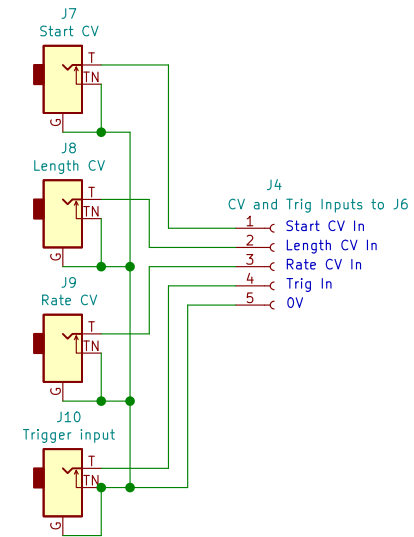 J7
Start CV
T
TN
G
J8
Length CV
T
TN
G
J9
Rate CV
T
TN
G
J10
Trigger input
T
TN
G
J4
CV and Trig Inputs to J6
1 Start CV In
2 Length CV In
3 Rate CV In
4 Trig In
5 0V